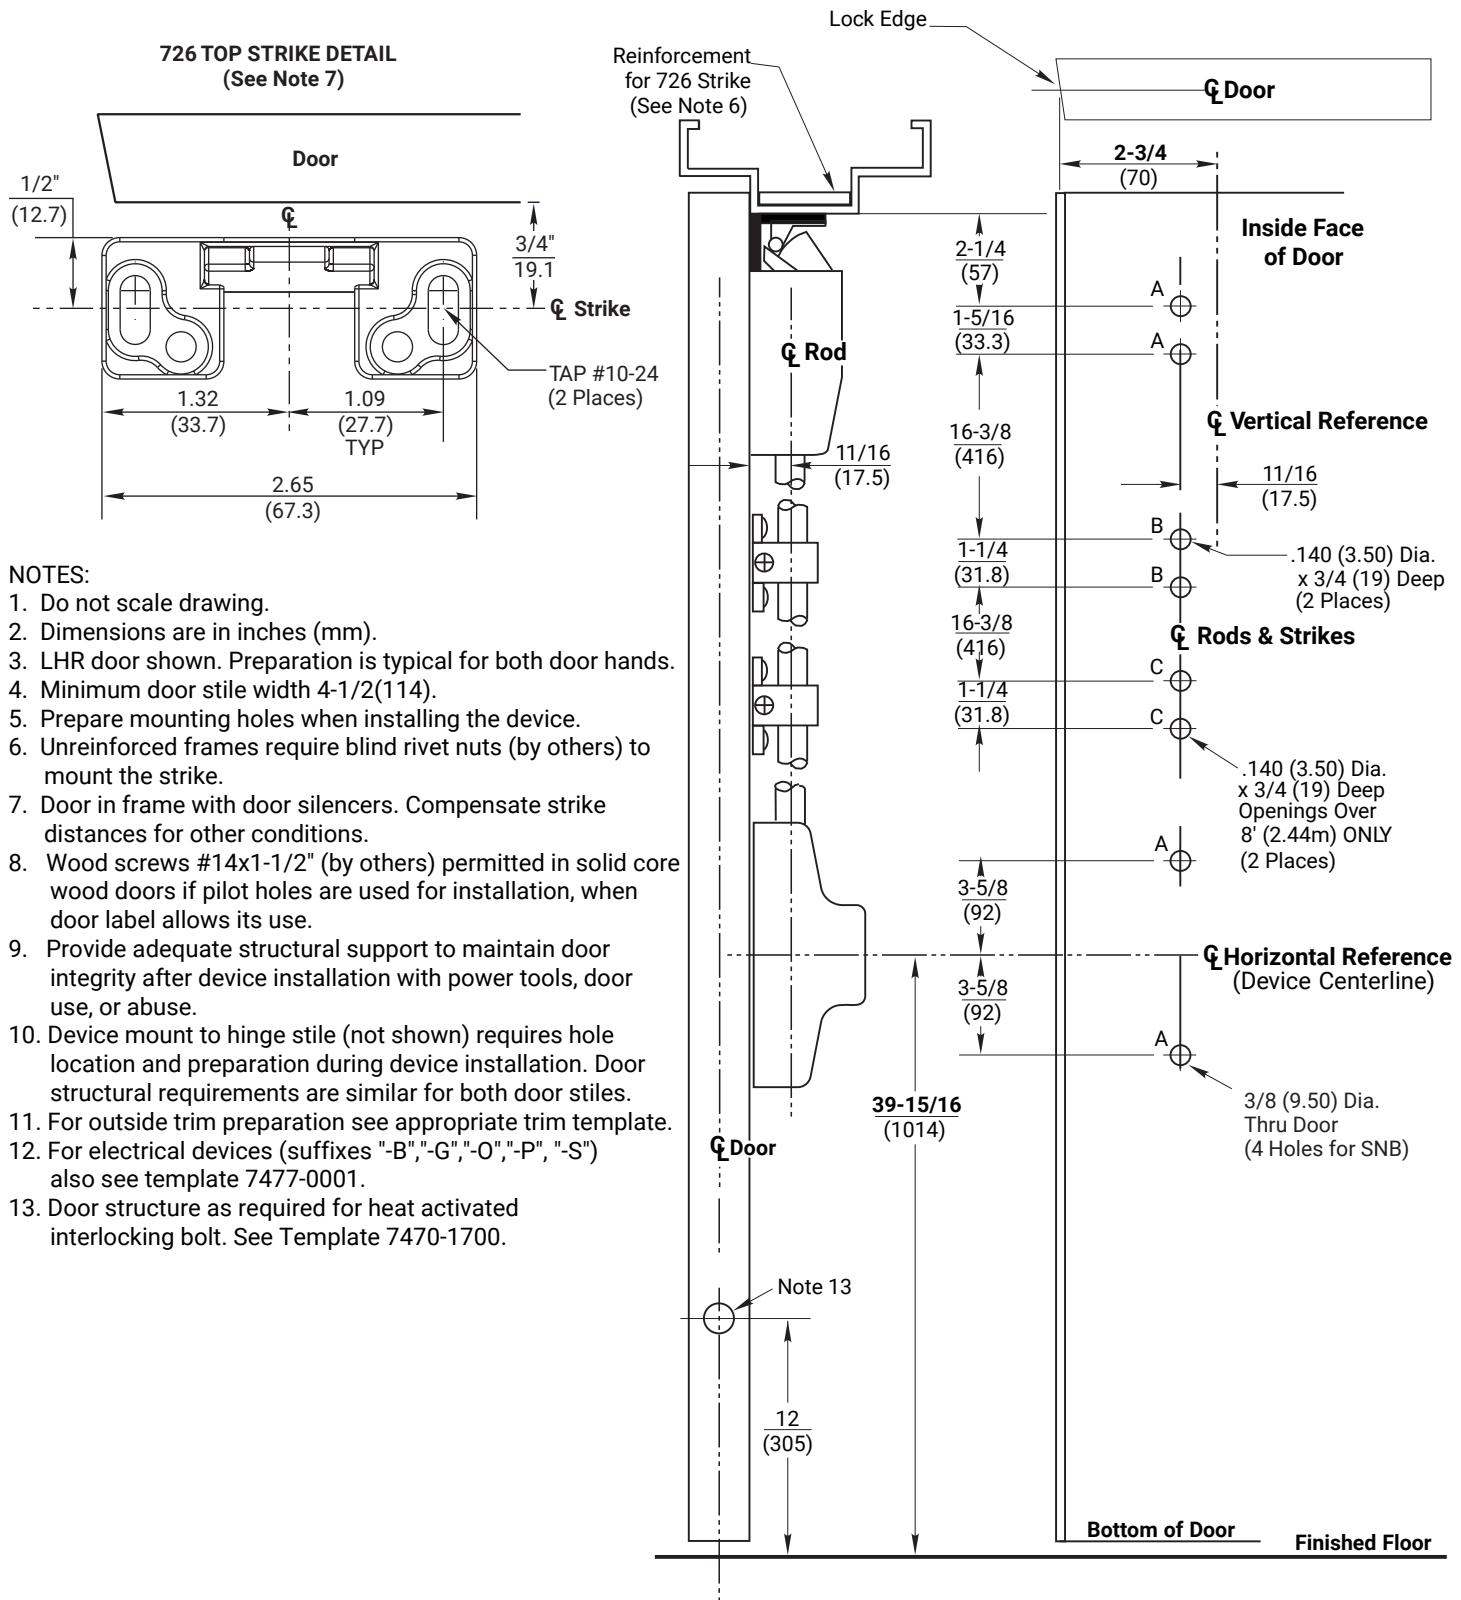 726 TOP STRIKE DETAIL
(See Note 7)
Door
1/2"
(12.7)
℄
3/4"
19.1
℄ Strike
TAP #10-24
(2 Places)
1.32
(33.7)
1.09
(27.7)
TYP
2.65
(67.3)
NOTES:
1. Do not scale drawing.
2. Dimensions are in inches (mm).
3. LHR door shown. Preparation is typical for both door hands.
4. Minimum door stile width 4-1/2(114).
5. Prepare mounting holes when installing the device.
6. Unreinforced frames require blind rivet nuts (by others) to
mount the strike.
7. Door in frame with door silencers. Compensate strike
distances for other conditions.
8. Wood screws #14x1-1/2" (by others) permitted in solid core
wood doors if pilot holes are used for installation, when
door label allows its use.
9. Provide adequate structural support to maintain door
integrity after device installation with power tools, door
use, or abuse.
10. Device mount to hinge stile (not shown) requires hole
location and preparation during device installation. Door
structural requirements are similar for both door stiles.
11. For outside trim preparation see appropriate trim template.
12. For electrical devices (suffixes "-B","-G","-O","-P", "-S")
also see template 7477-0001.
13. Door structure as required for heat activated
interlocking bolt. See Template 7470-1700.
Reinforcement
for 726 Strike
(See Note 6)
℄ Rod
11/16
(17.5)
℄ Door
Note 13
12
(305)
39-15/16
(1014)
2-1/4
(57)
1-5/16
(33.3)
16-3/8
(416)
1-1/4
(31.8)
16-3/8
(416)
1-1/4
(31.8)
3-5/8
(92)
3-5/8
(92)
Lock Edge
℄ Door
2-3/4
(70)
Inside Face
of Door
A
A
℄ Vertical Reference
11/16
(17.5)
B
.140 (3.50) Dia.
x 3/4 (19) Deep
(2 Places)
B
℄ Rods & Strikes
C
C
.140 (3.50) Dia.
x 3/4 (19) Deep
Openings Over
8' (2.44m) ONLY
(2 Places)
A
℄ Horizontal Reference
(Device Centerline)
A
3/8 (9.50) Dia.
Thru Door
(4 Holes for SNB)
Bottom of Door
Finished Floor